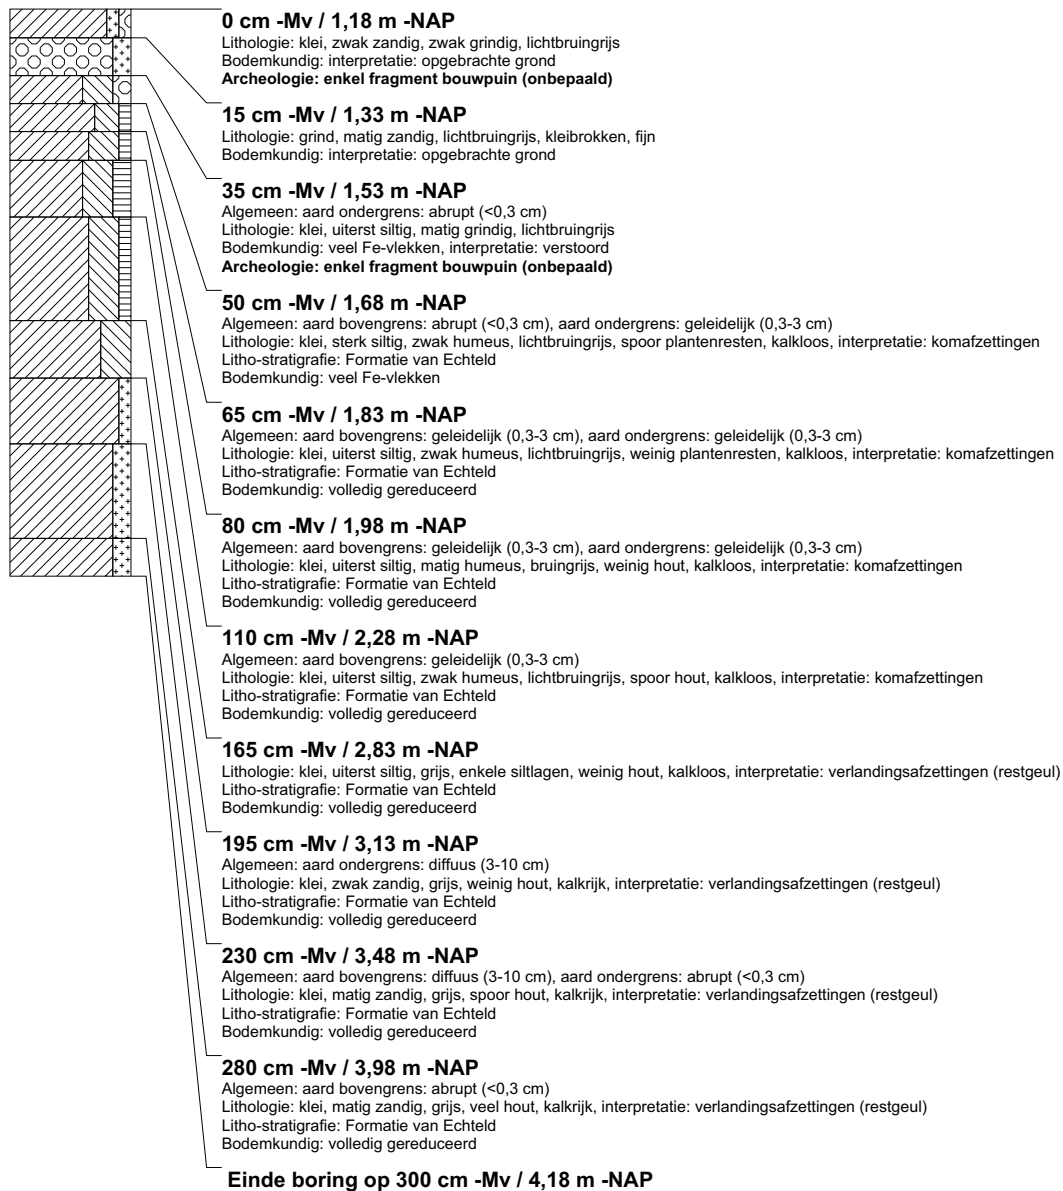 0 cm -Mv / 1,18 m -NAP
Lithologie: klei, zwak zandig, zwak grindig, lichtbruingrijs
Bodemkundig: interpretatie: opgebrachte grond
Archeologie: enkel fragment bouwpuin (onbepaald)
15 cm -Mv / 1,33 m -NAP
Lithologie: grind, matig zandig, lichtbruingrijs, kleibrokken, fijn
Bodemkundig: interpretatie: opgebrachte grond
35 cm -Mv / 1,53 m -NAP
Algemeen: aard ondergrens: abrupt (<0,3 cm)
Lithologie: klei, uiterst siltig, matig grindig, lichtbruingrijs
Bodemkundig: veel Fe-vlekken, interpretatie: verstoord
Archeologie: enkel fragment bouwpuin (onbepaald)
50 cm -Mv / 1,68 m -NAP
Algemeen: aard bovengrens: abrupt (<0,3 cm), aard ondergrens: geleidelijk (0,3-3 cm)
Lithologie: klei, sterk siltig, zwak humeus, lichtbruingrijs, spoor plantenresten, kalkloos, interpretatie: komafzettingen
Litho-stratigrafie: Formatie van Echteld
Bodemkundig: veel Fe-vlekken
65 cm -Mv / 1,83 m -NAP
Algemeen: aard bovengrens: geleidelijk (0,3-3 cm), aard ondergrens: geleidelijk (0,3-3 cm)
Lithologie: klei, uiterst siltig, zwak humeus, lichtbruingrijs, weinig plantenresten, kalkloos, interpretatie: komafzettingen
Litho-stratigrafie: Formatie van Echteld
Bodemkundig: volledig gereduceerd
80 cm -Mv / 1,98 m -NAP
Algemeen: aard bovengrens: geleidelijk (0,3-3 cm), aard ondergrens: geleidelijk (0,3-3 cm)
Lithologie: klei, uiterst siltig, matig humeus, bruingrijs, weinig hout, kalkloos, interpretatie: komafzettingen
Litho-stratigrafie: Formatie van Echteld
Bodemkundig: volledig gereduceerd
110 cm -Mv / 2,28 m -NAP
Algemeen: aard bovengrens: geleidelijk (0,3-3 cm)
Lithologie: klei, uiterst siltig, zwak humeus, lichtbruingrijs, spoor hout, kalkloos, interpretatie: komafzettingen
Litho-stratigrafie: Formatie van Echteld
Bodemkundig: volledig gereduceerd
165 cm -Mv / 2,83 m -NAP
Lithologie: klei, uiterst siltig, grijs, enkele siltlagen, weinig hout, kalkloos, interpretatie: verlandingsafzettingen (restgeul)
Litho-stratigrafie: Formatie van Echteld
Bodemkundig: volledig gereduceerd
195 cm -Mv / 3,13 m -NAP
Algemeen: aard ondergrens: diffuus (3-10 cm)
Lithologie: klei, zwak zandig, grijs, weinig hout, kalkrijk, interpretatie: verlandingsafzettingen (restgeul)
Litho-stratigrafie: Formatie van Echteld
Bodemkundig: volledig gereduceerd
230 cm -Mv / 3,48 m -NAP
Algemeen: aard bovengrens: diffuus (3-10 cm), aard ondergrens: abrupt (<0,3 cm)
Lithologie: klei, matig zandig, grijs, spoor hout, kalkrijk, interpretatie: verlandingsafzettingen (restgeul)
Litho-stratigrafie: Formatie van Echteld
Bodemkundig: volledig gereduceerd
280 cm -Mv / 3,98 m -NAP
Algemeen: aard bovengrens: abrupt (<0,3 cm)
Lithologie: klei, matig zandig, grijs, veel hout, kalkrijk, interpretatie: verlandingsafzettingen (restgeul)
Litho-stratigrafie: Formatie van Echteld
Bodemkundig: volledig gereduceerd
Einde boring op 300 cm -Mv / 4,18 m -NAP